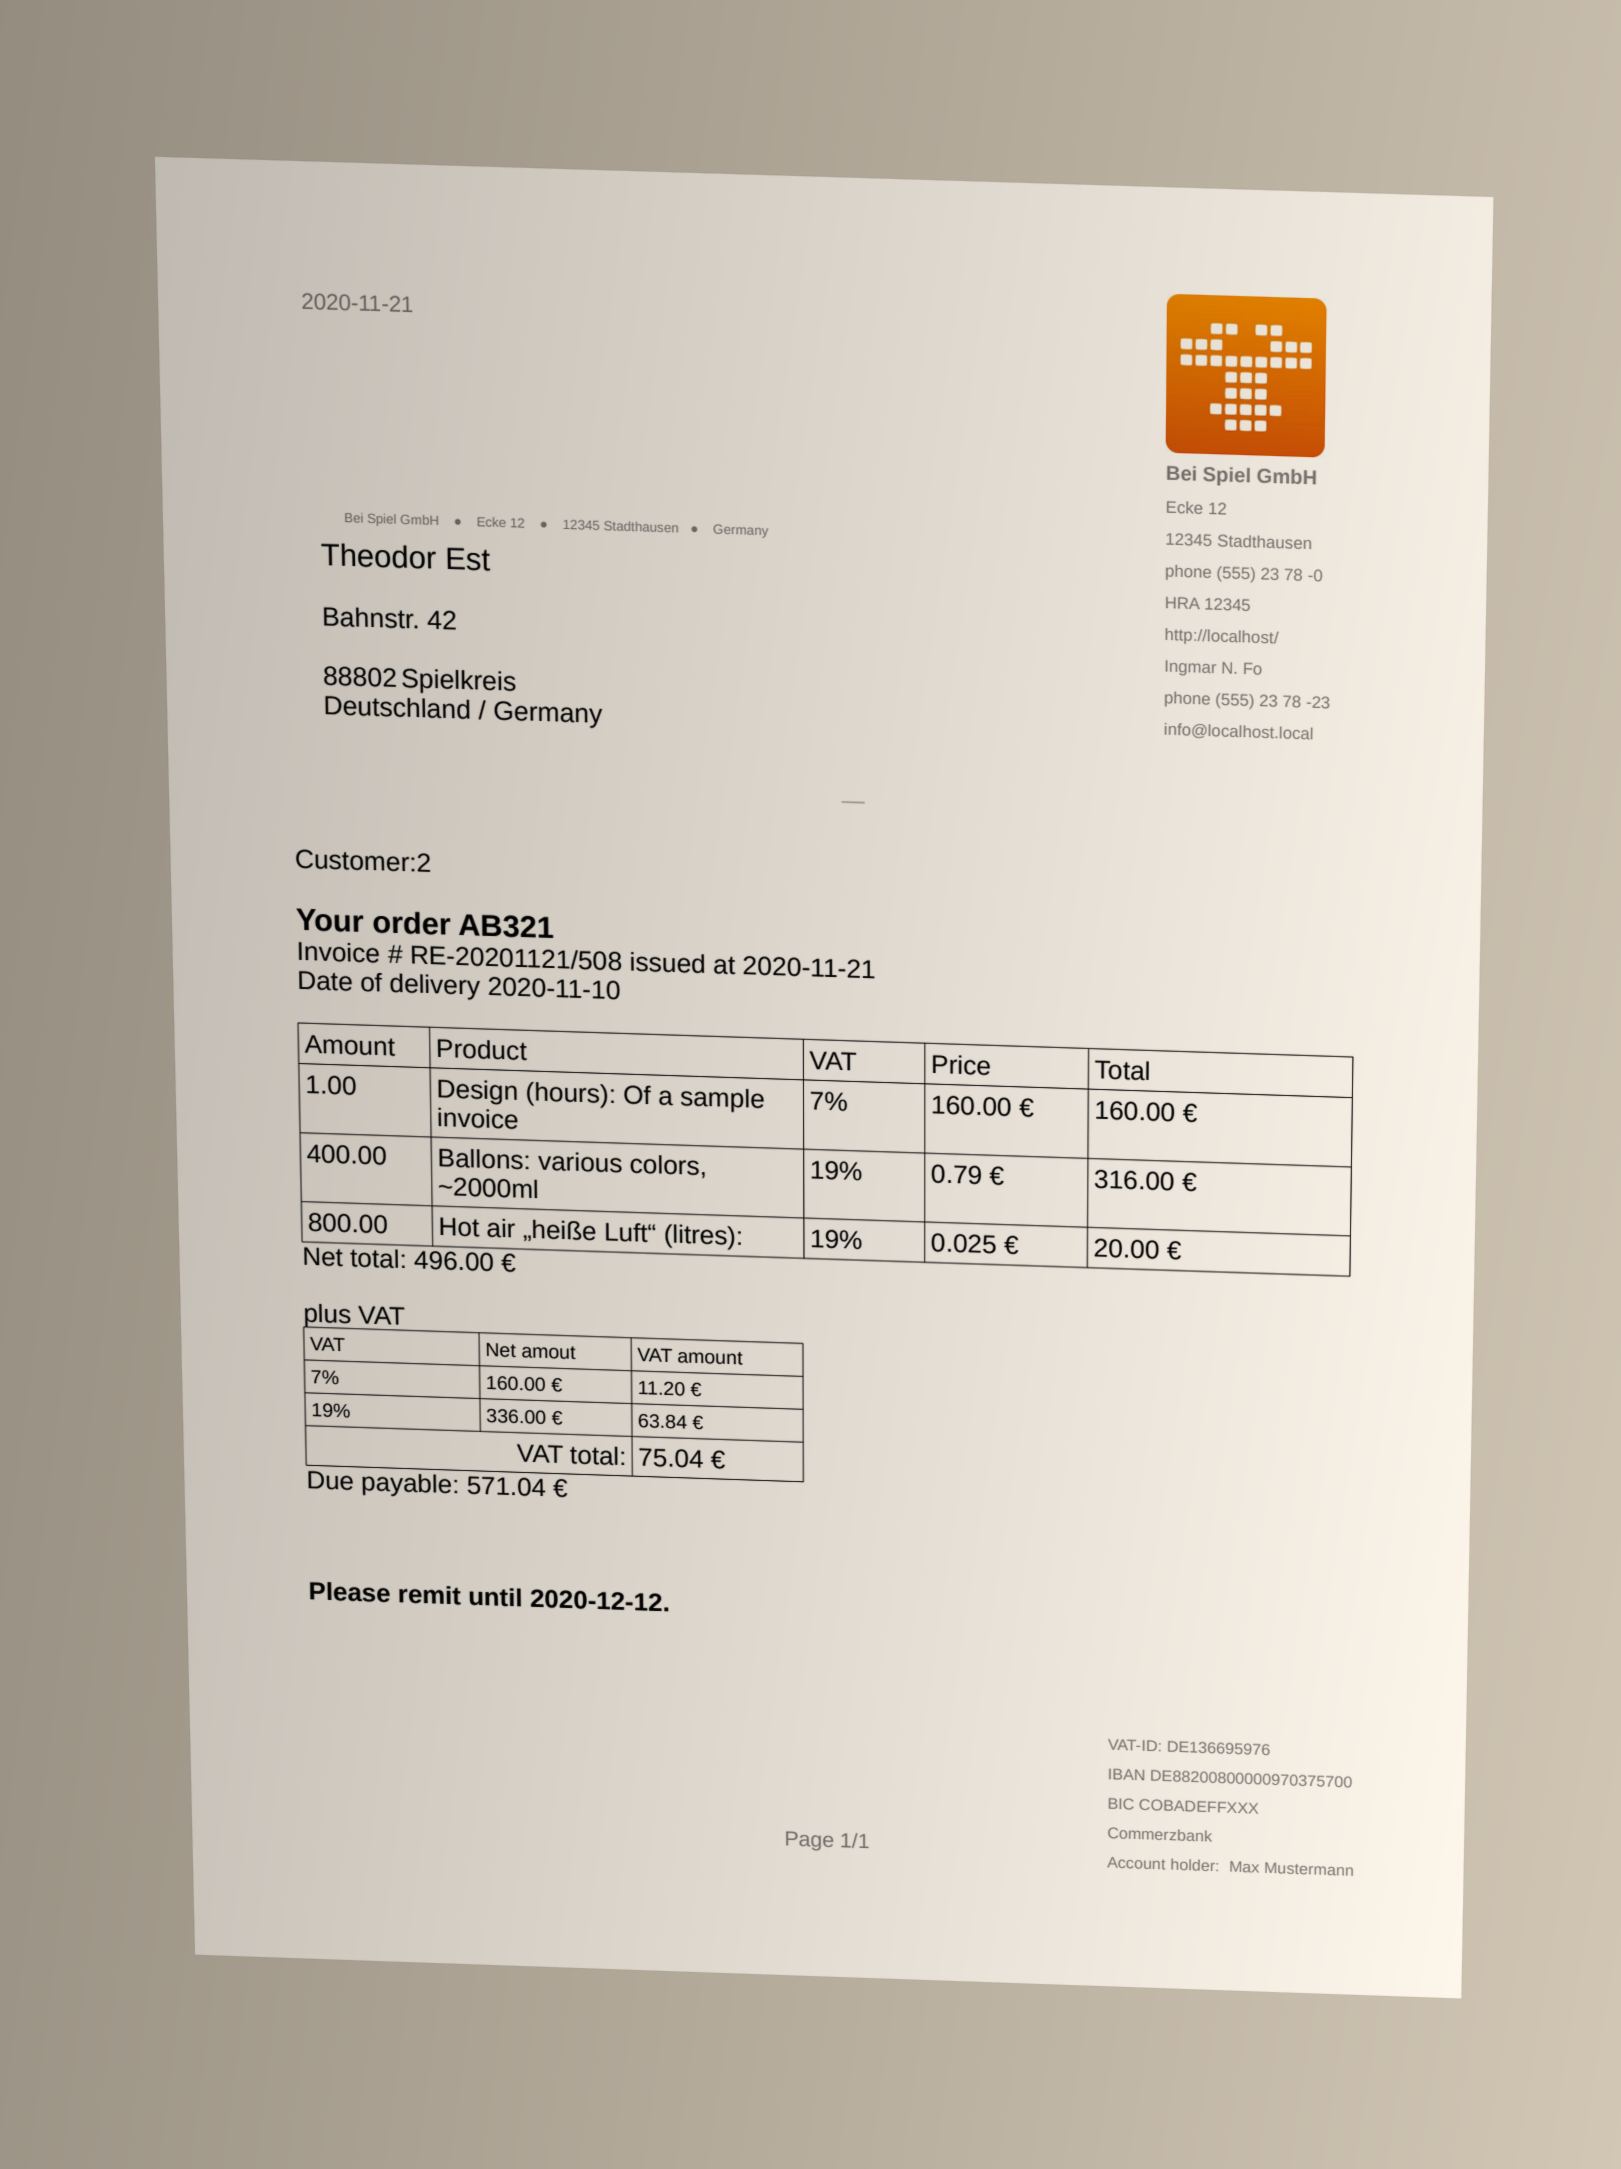 2020-11-21
Bei Spiel GmbH
Ecke 12
12345 Stadthausen
phone (555) 23 78 -0
HRA 12345
http://localhost/
Ingmar N. Fo
phone (555) 23 78 -23
info@localhost.local
Bei Spiel GmbH ● Ecke 12 ● 12345 Stadthausen ● Germany
Theodor Est
Bahnstr. 42
88802 Spielkreis
Deutschland / Germany
Customer:2
Your order AB321
Invoice # RE-20201121/508 issued at 2020-11-21
Date of delivery 2020-11-10
Amount Product VAT Price Total
1.00 Design (hours): Of a sample 7% 160.00 € 160.00 €
invoice
400.00 Ballons: various colors, 19% 0.79 € 316.00 €
~2000ml
800.00 Hot air „heiße Luft“ (litres): 19% 0.025 € 20.00 €
Net total: 496.00 €
plus VAT
VAT Net amout VAT amount
7% 160.00 € 11.20 €
19% 336.00 € 63.84 €
VAT total: 75.04 €
Due payable: 571.04 €
Please remit until 2020-12-12.
VAT-ID: DE136695976
IBAN DE88200800000970375700
BIC COBADEFFXXX
Commerzbank
Account holder: Max Mustermann
Page 1/1